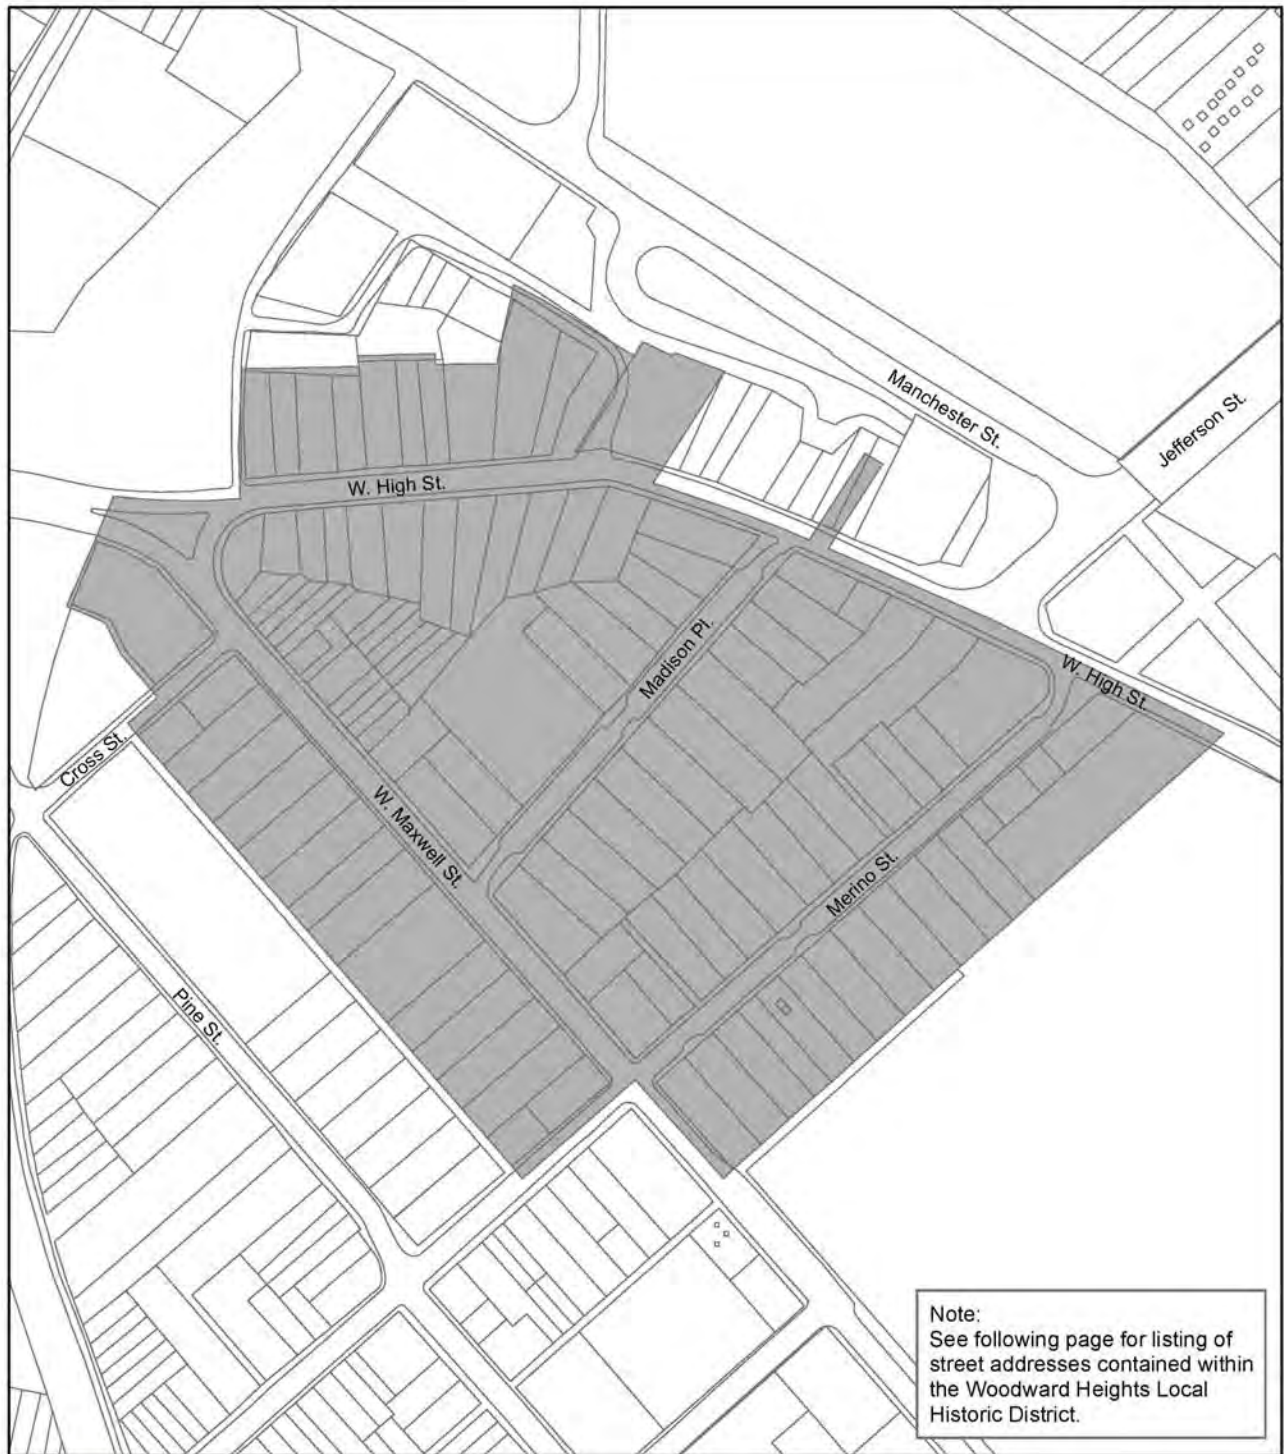 Manchester St.
Jefferson St.
W. High St.
Madison Pl.
W. High St.
Cross St.
W. Maxwell St.
Merino St.
Pine St.
Note:
See following page for listing of
street addresses contained within
the Woodward Heights Local
Historic District.